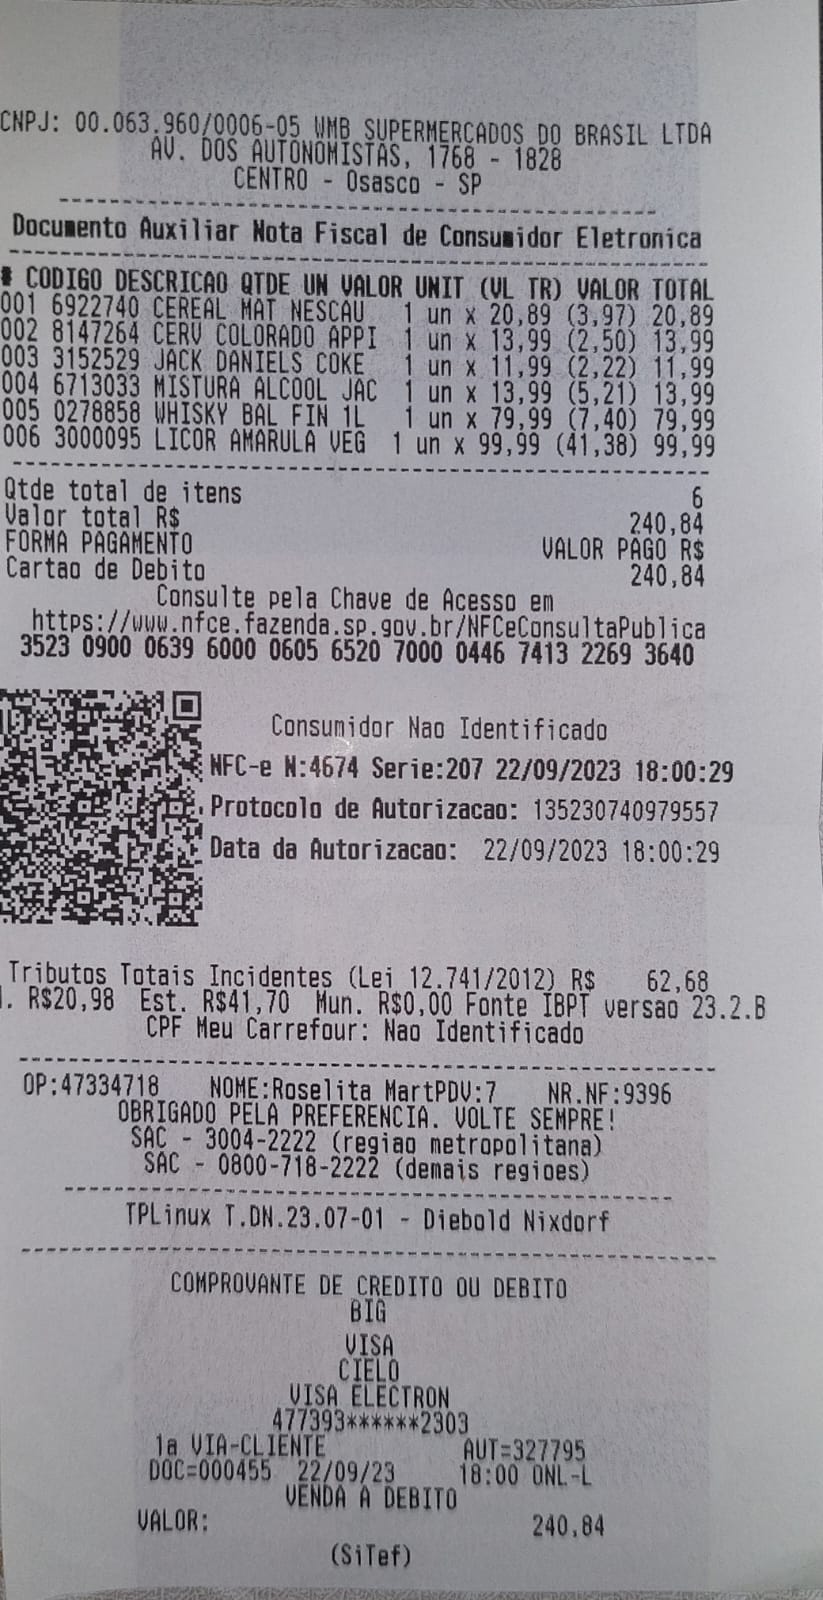 CNPJ: 00.063.960/0006-05 WMB SUPERMERCADOS DO BRASIL LTDA
AV. DOS AUTONOMISTAS, 1768 - 1828
CENTRO - Osasco - SP
Documento Auxiliar Nota Fiscal de Consumidor Eletronica
# CODIGO DESCRICAO QTDE UN VALOR UNIT (VL TR) VALOR TOTAL
001 6922740 CEREAL MAT NESCAU 1 un x 20,89 (3,97) 20,89
002 8147264 CERV COLORADO APPI 1 un x 13,99 (2,50) 13,99
003 3152529 JACK DANIELS COKE 1 un x 11,99 (2,22) 11,99
004 6713033 MISTURA ALCOOL JAC 1 un x 13,99 (5,21) 13,99
005 0278858 WHISKY BAL FIN 1L 1 un x 79,99 (7,40) 79,99
006 3000095 LICOR AMARULA VEG 1 un x 99,99 (41,38) 99,99
Qtde total de itens 6
Valor total R$ 240,84
FORMA PAGAMENTO VALOR PAGO R$
Cartao de Debito 240,84
Consulte pela Chave de Acesso em
https://www.nfce.fazenda.sp.gov.br/NFCeConsultaPublica
3523 0900 0639 6000 0605 6520 7000 0446 7413 2269 3640
Consumidor Nao Identificado
NFC-e N:4674 Serie:207 22/09/2023 18:00:29
Protocolo de Autorizacao: 135230740979557
Data da Autorizacao: 22/09/2023 18:00:29
Tributos Totais Incidentes (Lei 12.741/2012) R$ 62,68
. R$20,98 Est. R$41,70 Mun. R$0,00 Fonte IBPT versao 23.2.B
CPF Meu Carrefour: Nao Identificado
OP:47334718 NOME:Roselita MartPDV:7 NR.NF:9396
OBRIGADO PELA PREFERENCIA. VOLTE SEMPRE!
SAC - 3004-2222 (regiao metropolitana)
SAC - 0800-718-2222 (demais regioes)
TPLinux T.DN.23.07-01 - Diebold Nixdorf
COMPROVANTE DE CREDITO OU DEBITO
BIG
VISA
CIELO
VISA ELECTRON
477393******2303
1a VIA-CLIENTE AUT=327795
DOC=000455 22/09/23 18:00 ONL-L
VENDA A DEBITO
VALOR: 240,84
(SiTef)